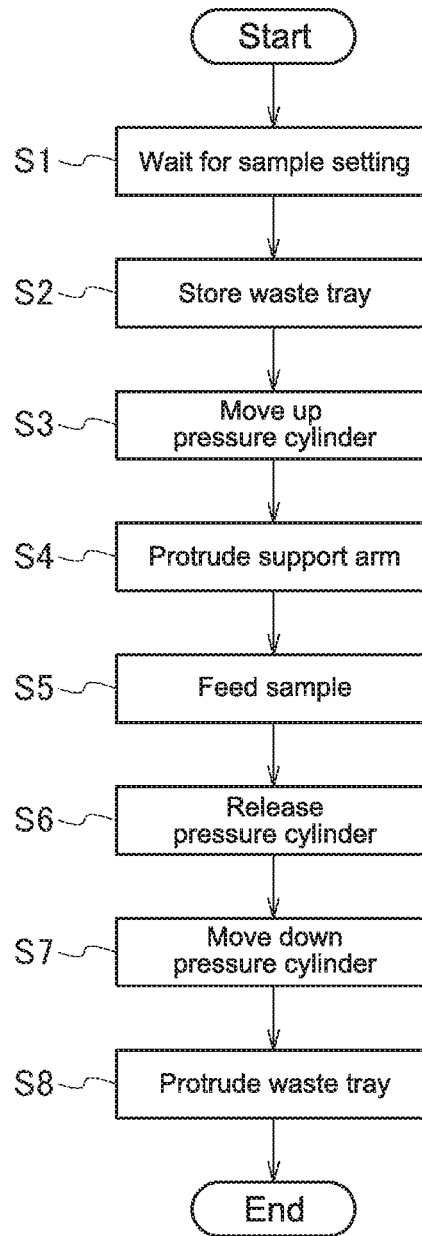 Start
S1
Wait for sample setting
S2
Store waste tray
S3
Move up
pressure cylinder
S4
Protrude support arm
S5
Feed sample
S6
Release
pressure cylinder
S7
Move down
pressure cylinder
S8
Protrude waste tray
End